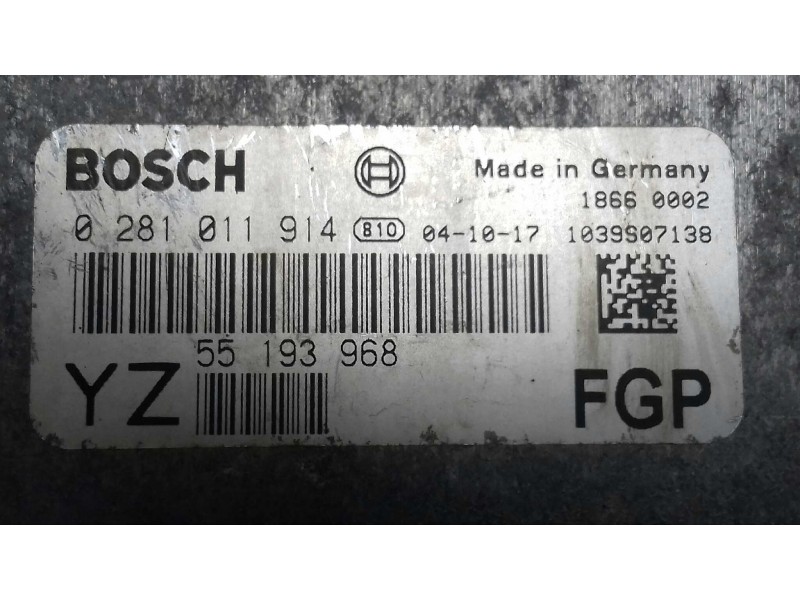 BOSCH Made in Germany
1866 0002
0 281 011 914 810 04-10-17 1039S07138
55 193 968
YZ FGP